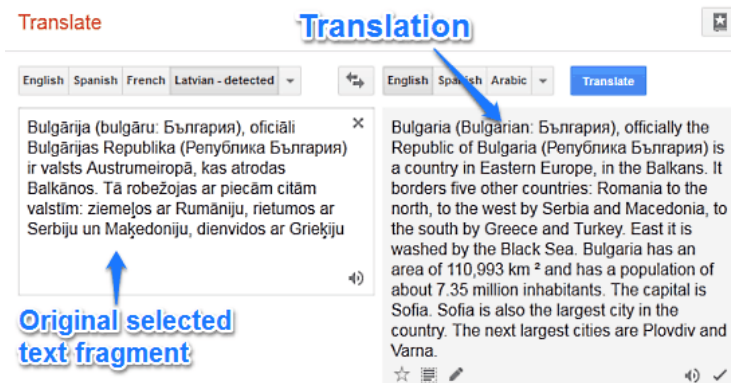 Translate
Translation
English Spanish French Latvian - detected
English Spanish Arabic Translate
Bulgārija (bulgāru: България), oficiāli
Bulgārijas Republika (Република България)
ir valsts Austrumeiropā, kas atrodas
Balkānos. Tā robežojas ar piecām citām
valstīm: ziemeļos ar Rumāniju, rietumos ar
Serbiju un Maķedoniju, dienvidos ar Grieķiju
Bulgaria (Bulgarian: България), officially the
Republic of Bulgaria (Република България) is
a country in Eastern Europe, in the Balkans. It
borders five other countries: Romania to the
north, to the west by Serbia and Macedonia, to
the south by Greece and Turkey. East it is
washed by the Black Sea. Bulgaria has an
area of 110,993 km ² and has a population of
about 7.35 million inhabitants. The capital is
Sofia. Sofia is also the largest city in the
country. The next largest cities are Plovdiv and
Varna.
Original selected
text fragment